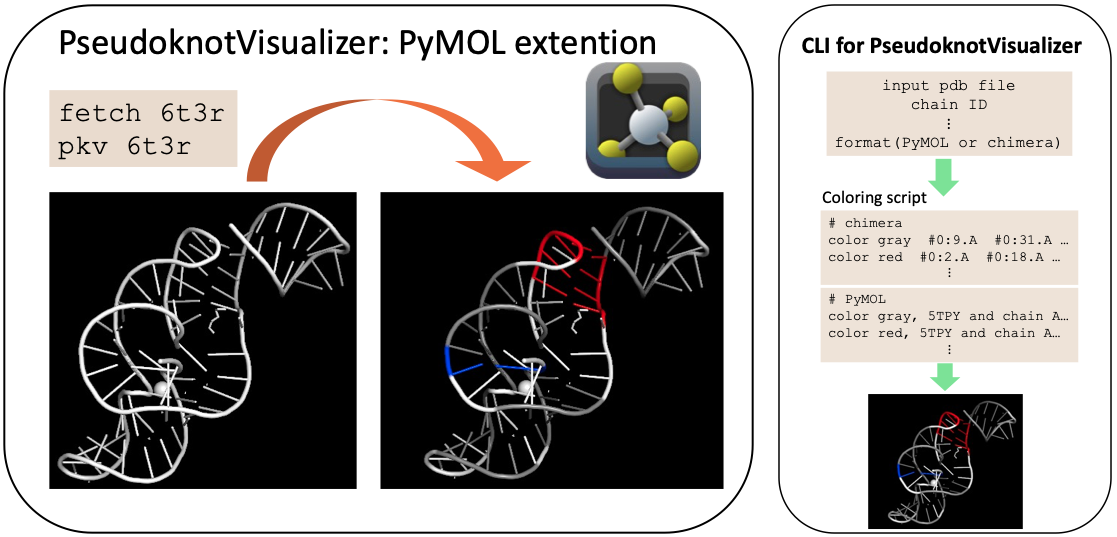 PseudoknotVisualizer: PyMOL extention
fetch 6t3r
pkv 6t3r
CLI for PseudoknotVisualizer
input pdb file
chain ID
⋮
format(PyMOL or chimera)
Coloring script
# chimera
color gray  #0:9.A  #0:31.A …
color red  #0:2.A  #0:18.A …
⋮
# PyMOL
color gray, 5TPY and chain A…
color red, 5TPY and chain A…
⋮